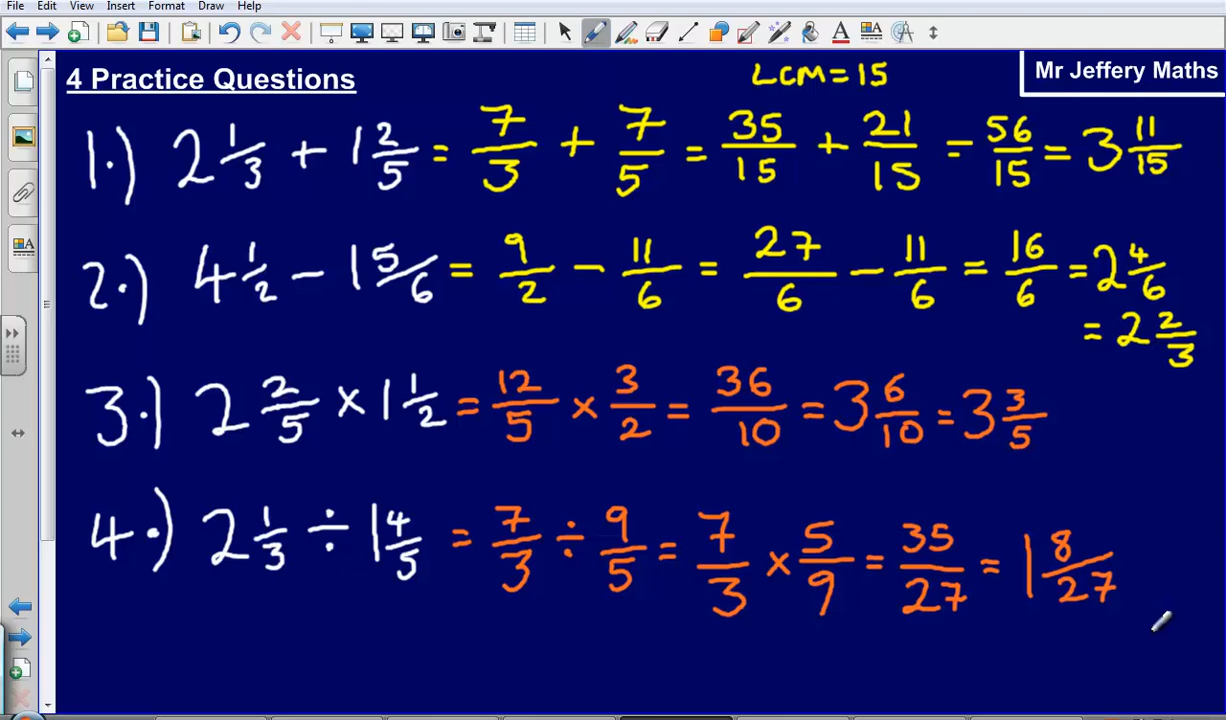 File Edit View Insert Format Draw Help
4 Practice Questions
LCM = 15
Mr Jeffery Maths
1.) 2 1/3 + 1 2/5 = 7/3 + 7/5 = 35/15 + 21/15 = 56/15 = 3 11/15
2.) 4 1/2 - 1 5/6 = 9/2 - 11/6 = 27/6 - 11/6 = 16/6 = 2 4/6
= 2 2/3
3.) 2 2/5 × 1 1/2 = 12/5 × 3/2 = 36/10 = 3 6/10 = 3 3/5
4.) 2 1/3 ÷ 1 4/5 = 7/3 ÷ 9/5 = 7/3 × 5/9 = 35/27 = 1 8/27